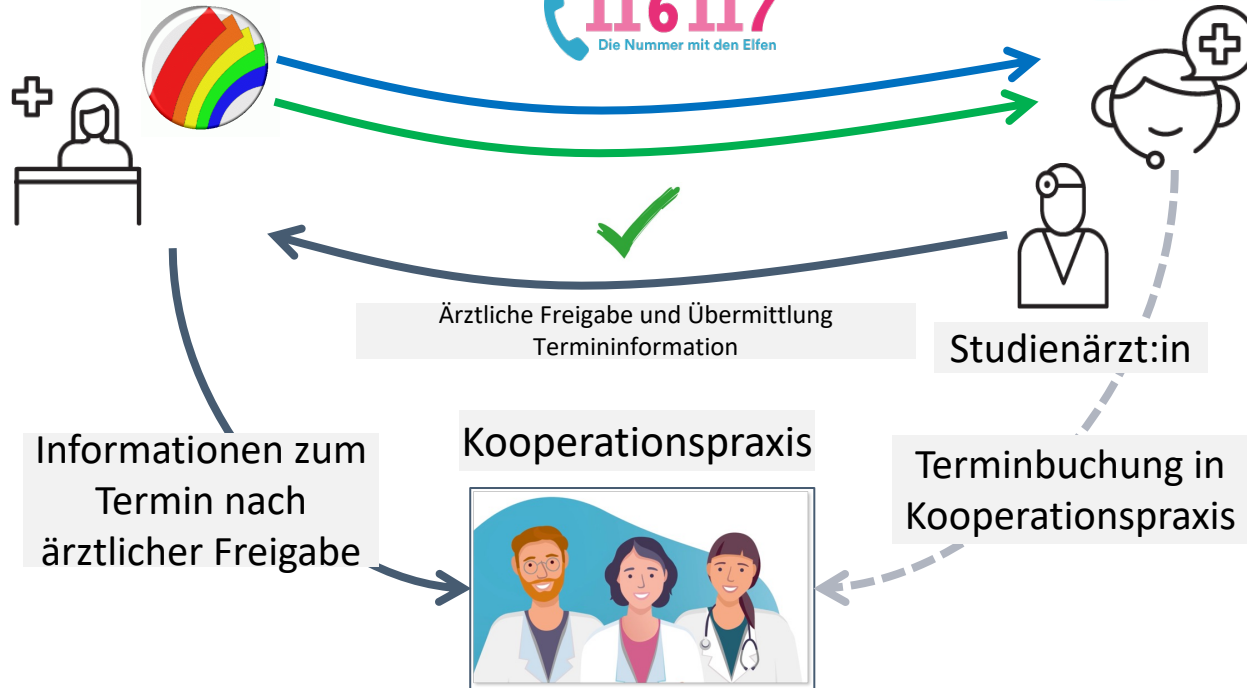 116117
Die Nummer mit den Elfen
Ärztliche Freigabe und Übermittlung
Termininformation
Studienärzt:in
Informationen zum
Termin nach
ärztlicher Freigabe
Kooperationspraxis
Terminbuchung in
Kooperationspraxis